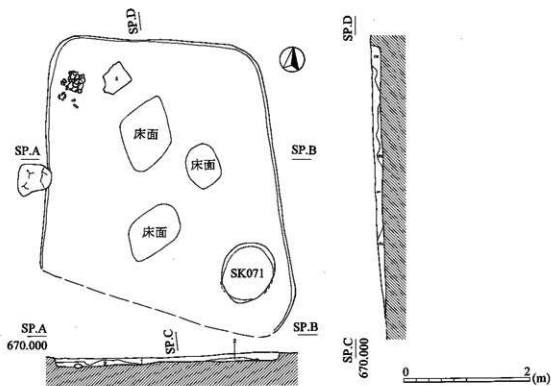 SP.D
SP.D
SP.A
床面
床面
SP.B
床面
SK071
SP.A
670.000
SP.C
SP.B
SP.C
670.000
0 2
(m)